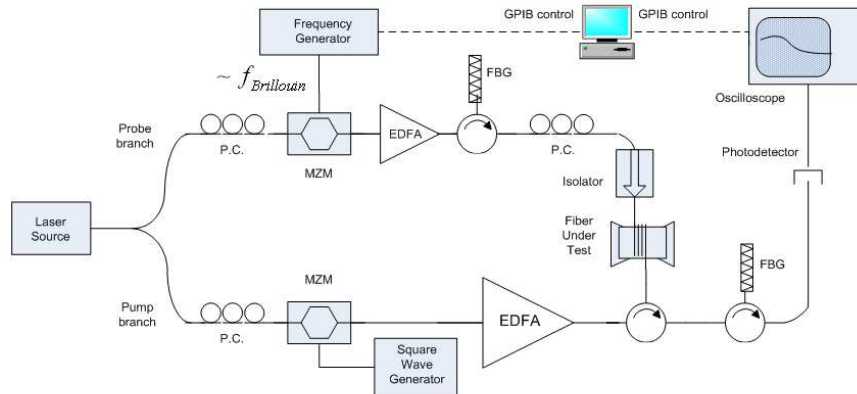 Frequency
Generator
GPIB control
GPIB control
~ f Brillouin
FBG
Oscilloscope
Probe
branch
P.C.
MZM
EDFA
P.C.
Photodetector
Isolator
Laser
Source
Fiber
Under
Test
FBG
MZM
Pump
branch
P.C.
EDFA
Square
Wave
Generator